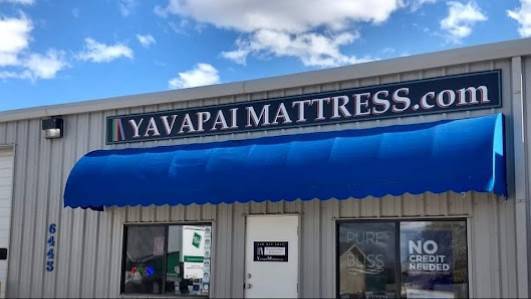 YAVAPAI MATTRESS.com
6443
PURE
BLISS
NO
CREDIT
NEEDED